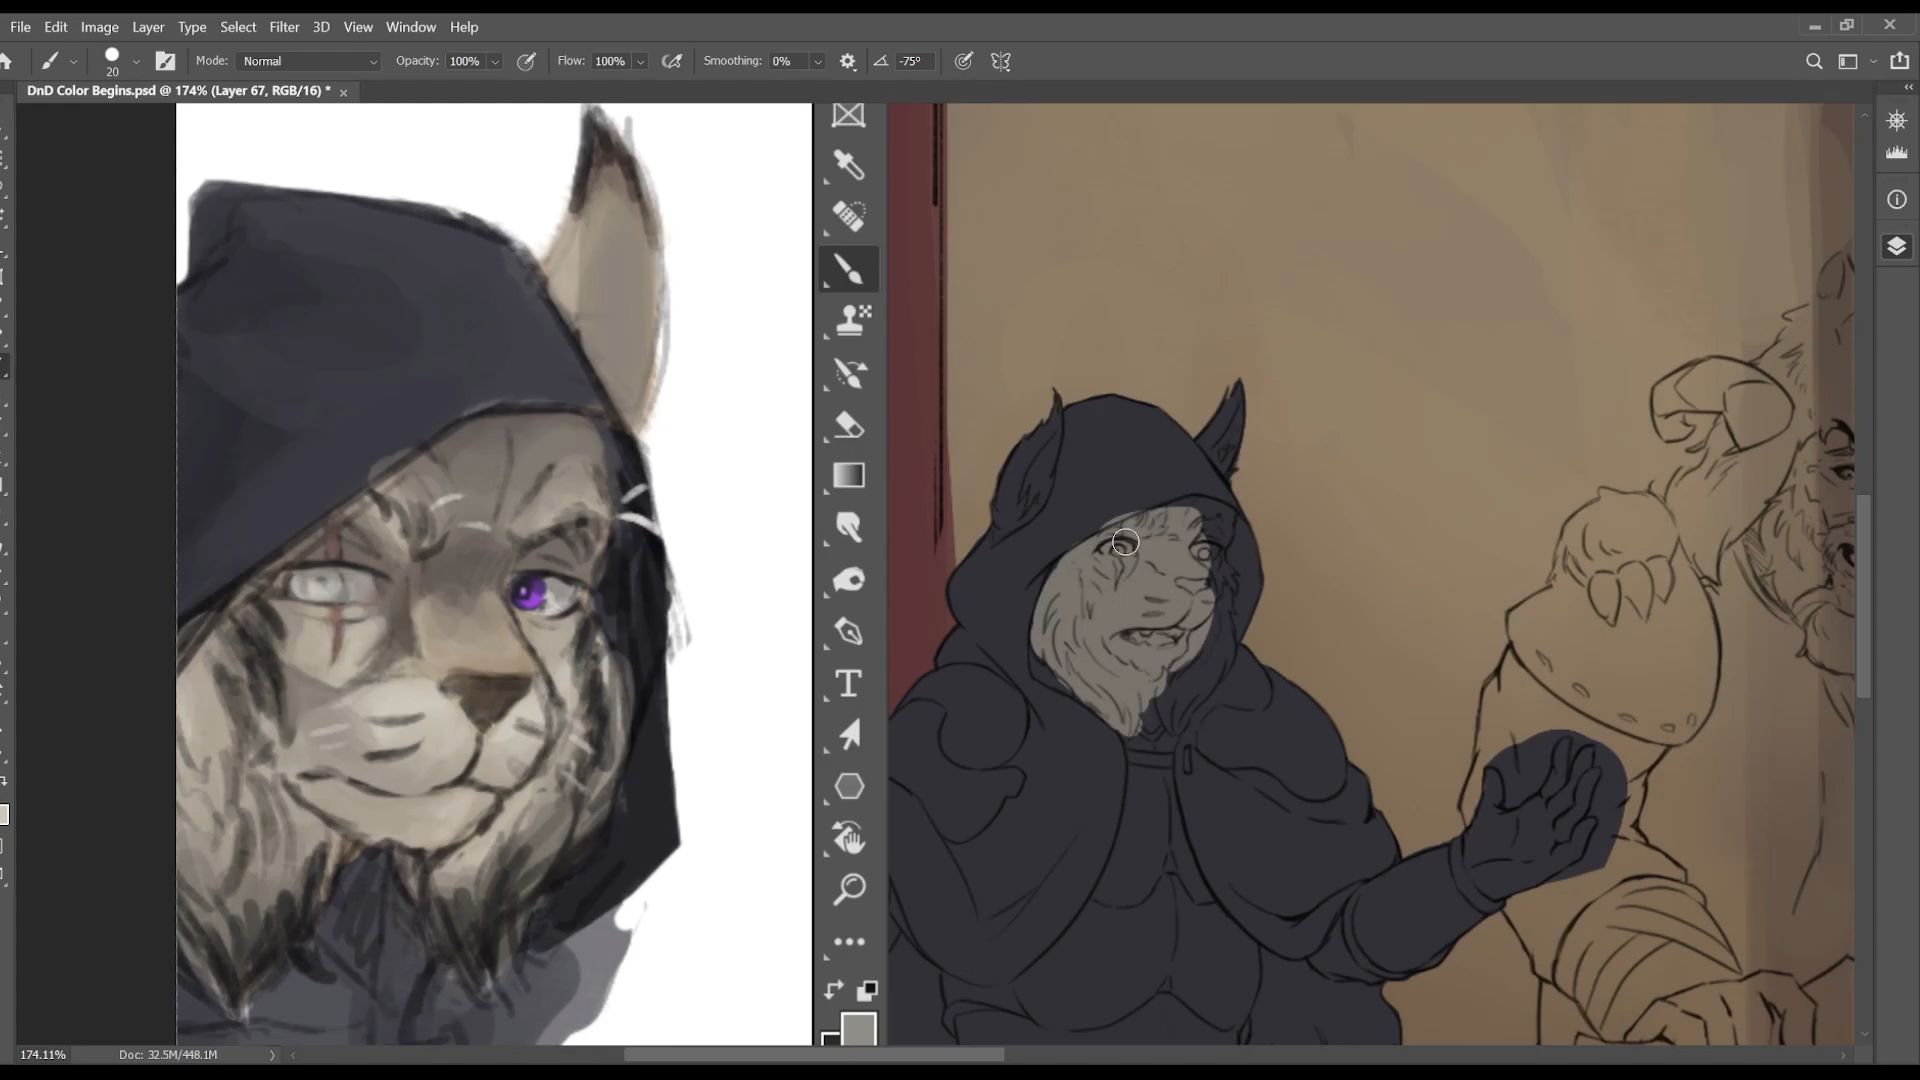 File Edit Image Layer Type Select Filter 3D View Window Help
20 Mode: Normal Opacity: 100% Flow: 100% Smoothing: 0% -75°
DnD Color Begins.psd @ 174% (Layer 67, RGB/16) *
T
174.11% Doc: 32.5M/448.1M